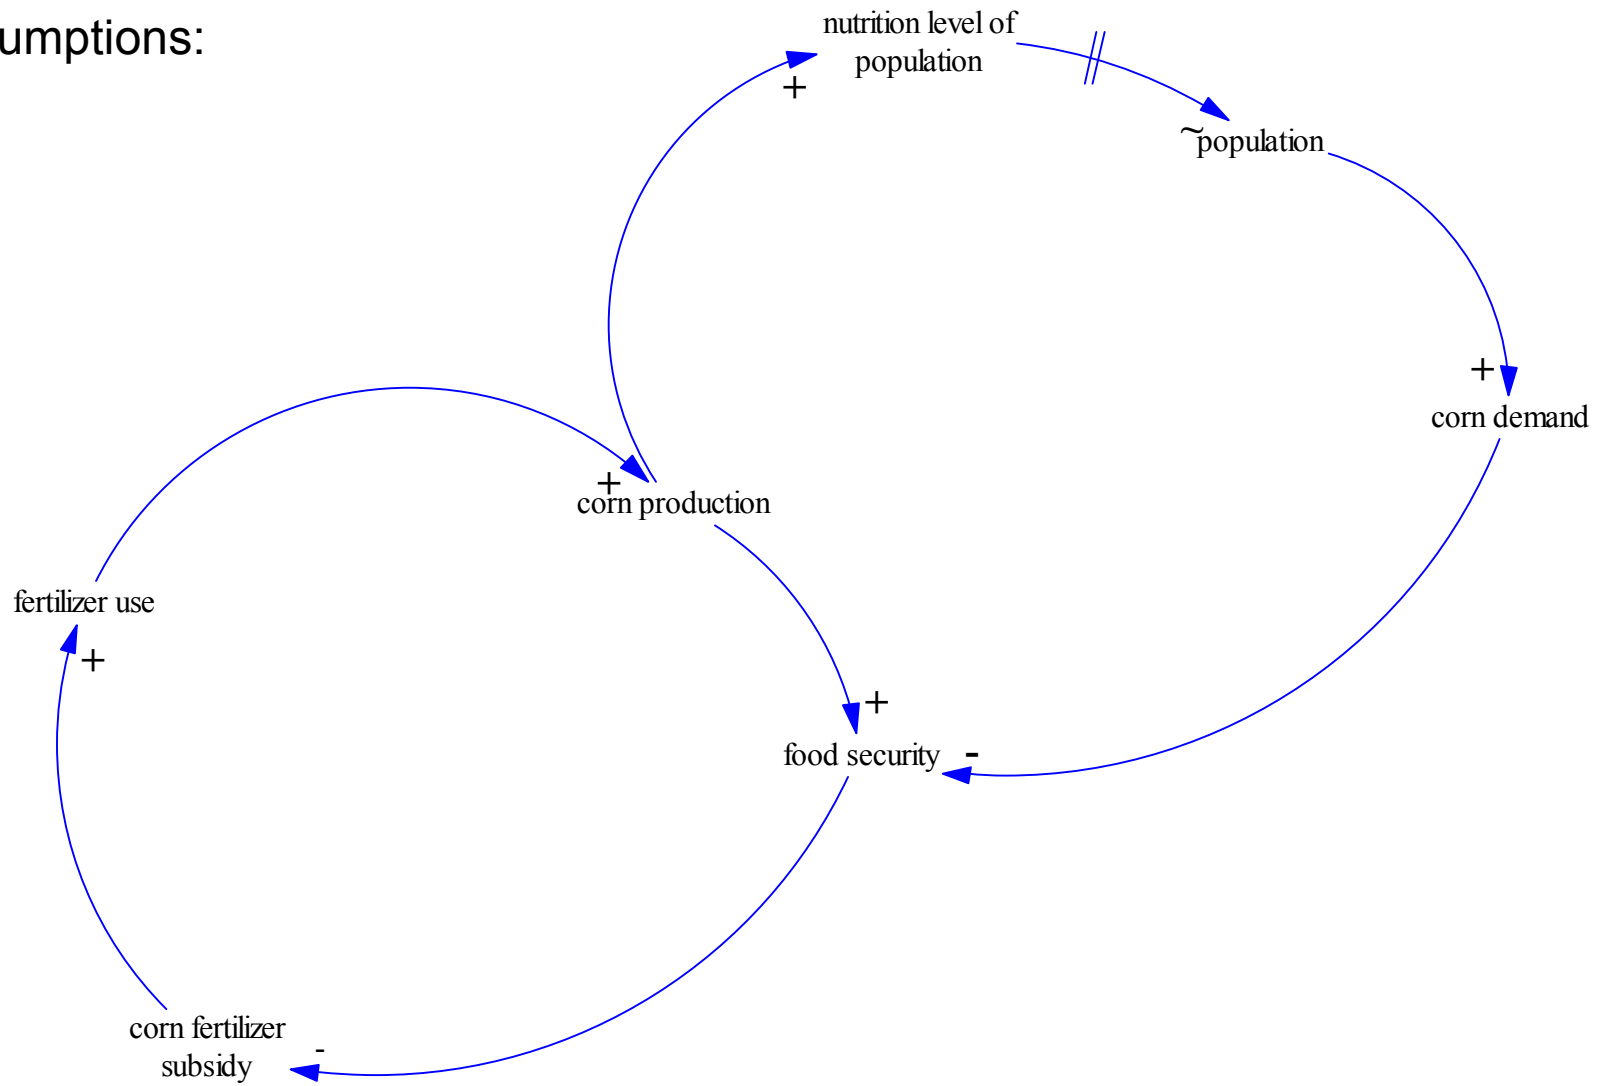 umptions:
nutrition level of
population
+
~population
+
corn demand
+
corn production
fertilizer use
+
+
food security -
corn fertilizer
subsidy
-